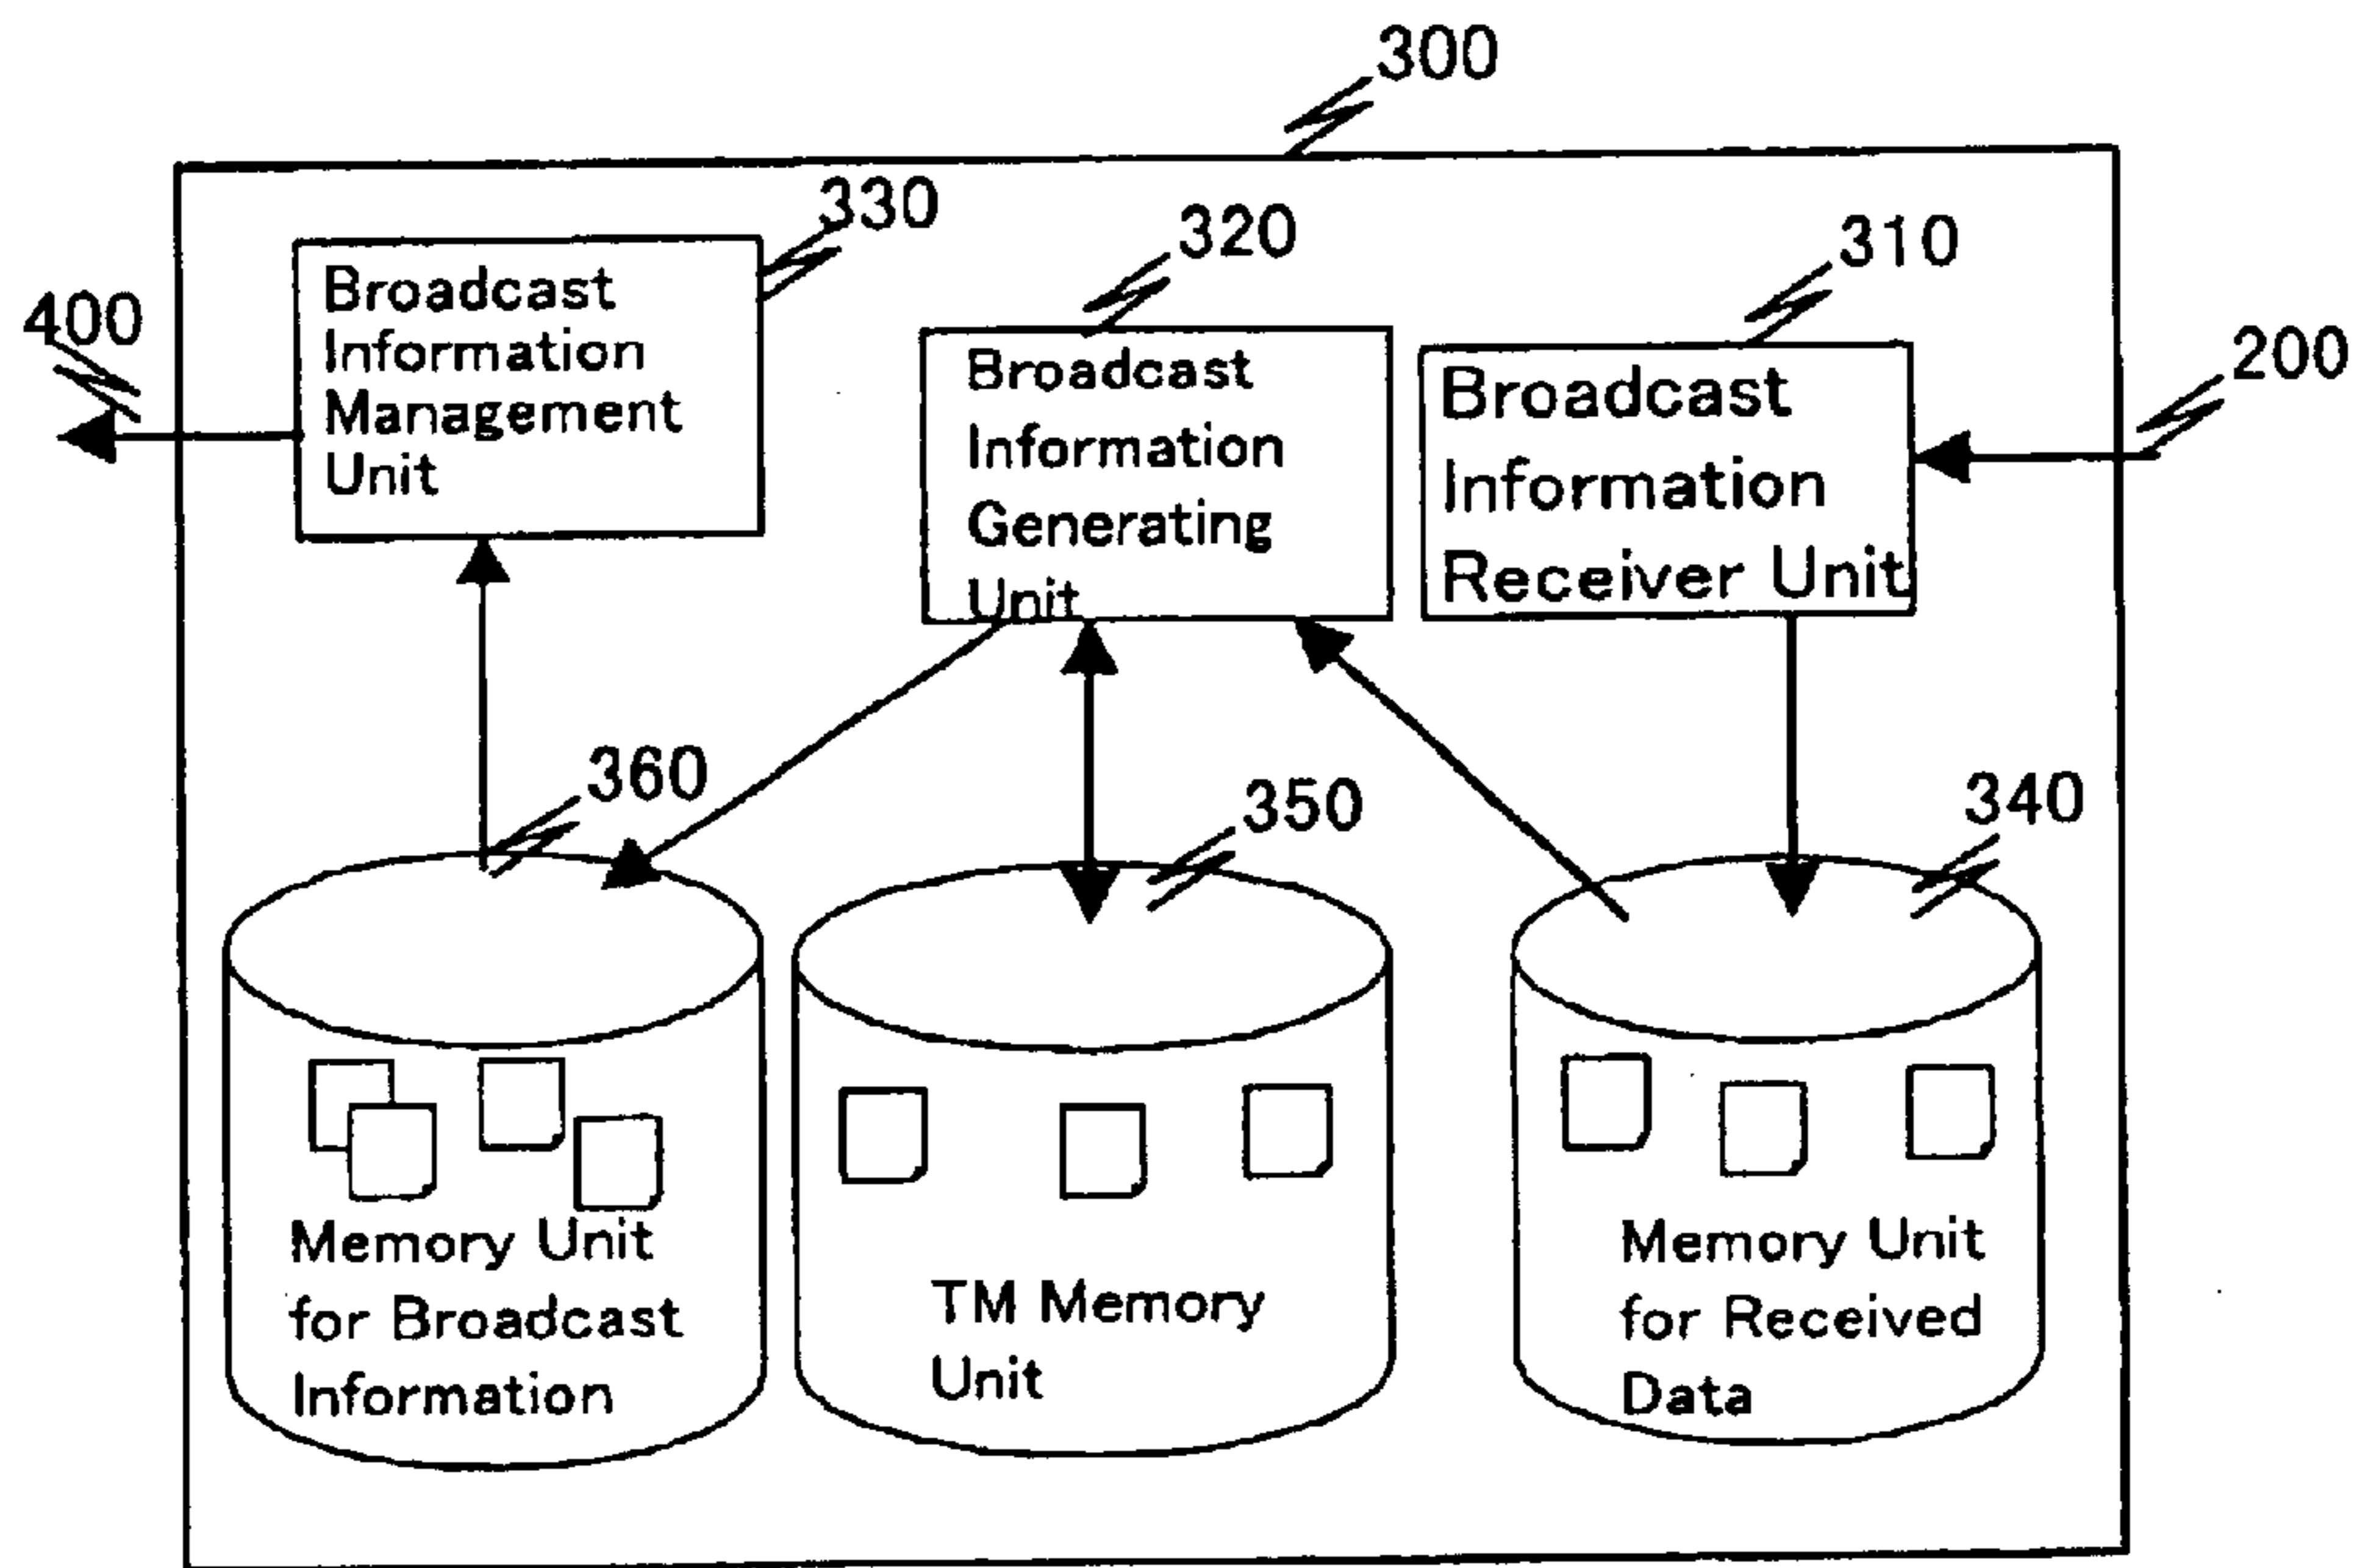 300
330
320
310
400
200
Broadcast
Information
Management
Unit
Broadcast
Information
Generating
Unit
Broadcast
Information
Receiver Unit
360
350
340
Memory Unit
for Broadcast
Information
TM Memory
Unit
Memory Unit
for Received
Data